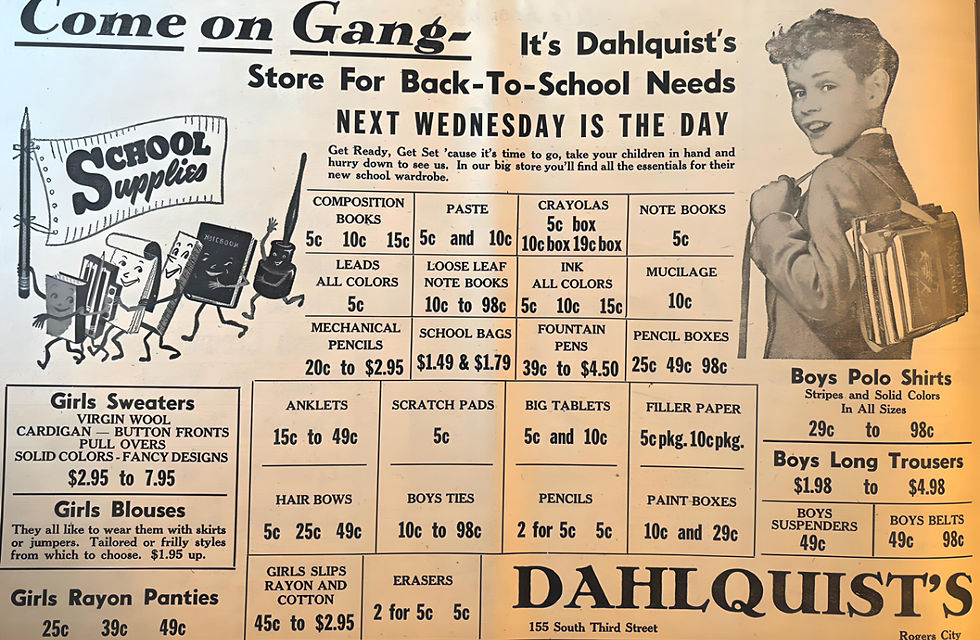 Come on Gang-
It's Dahlquist's
Store For Back-To-School Needs
NEXT WEDNESDAY IS THE DAY
Get Ready, Get Set 'cause it's time to go, take your children in hand and
hurry down to see us. In our big store you'll find all the essentials for their
new school wardrobe.
SCHOOL
Supplies
NOTEBOOK
COMPOSITION
BOOKS
5c 10c 15c
PASTE
5c and 10c
CRAYOLAS
5c box
10c box 19c box
NOTE BOOKS
5c
LEADS
ALL COLORS
5c
LOOSE LEAF
NOTE BOOKS
10c to 98c
INK
ALL COLORS
5c 10c 15c
MUCILAGE
10c
MECHANICAL
PENCILS
20c to $2.95
SCHOOL BAGS
$1.49 & $1.79
FOUNTAIN
PENS
39c to $4.50
PENCIL BOXES
25c 49c 98c
Girls Sweaters
VIRGIN WOOL
CARDIGAN — BUTTON FRONTS
PULL OVERS
SOLID COLORS - FANCY DESIGNS
$2.95 to 7.95
Girls Blouses
They all like to wear them with skirts
or jumpers. Tailored or frilly styles
from which to choose. $1.95 up.
Girls Rayon Panties
25c 39c 49c
ANKLETS
15c to 49c
SCRATCH PADS
5c
BIG TABLETS
5c and 10c
FILLER PAPER
5c pkg. 10c pkg.
HAIR BOWS
5c 25c 49c
BOYS TIES
10c to 98c
PENCILS
2 for 5c 5c
PAINT BOXES
10c and 29c
GIRLS SLIPS
RAYON AND
COTTON
45c to $2.95
ERASERS
2 for 5c 5c
Boys Polo Shirts
Stripes and Solid Colors
In All Sizes
29c to 98c
Boys Long Trousers
$1.98 to $4.98
BOYS
SUSPENDERS
49c
BOYS BELTS
49c 98c
DAHLQUIST'S
155 South Third Street
Rogers City